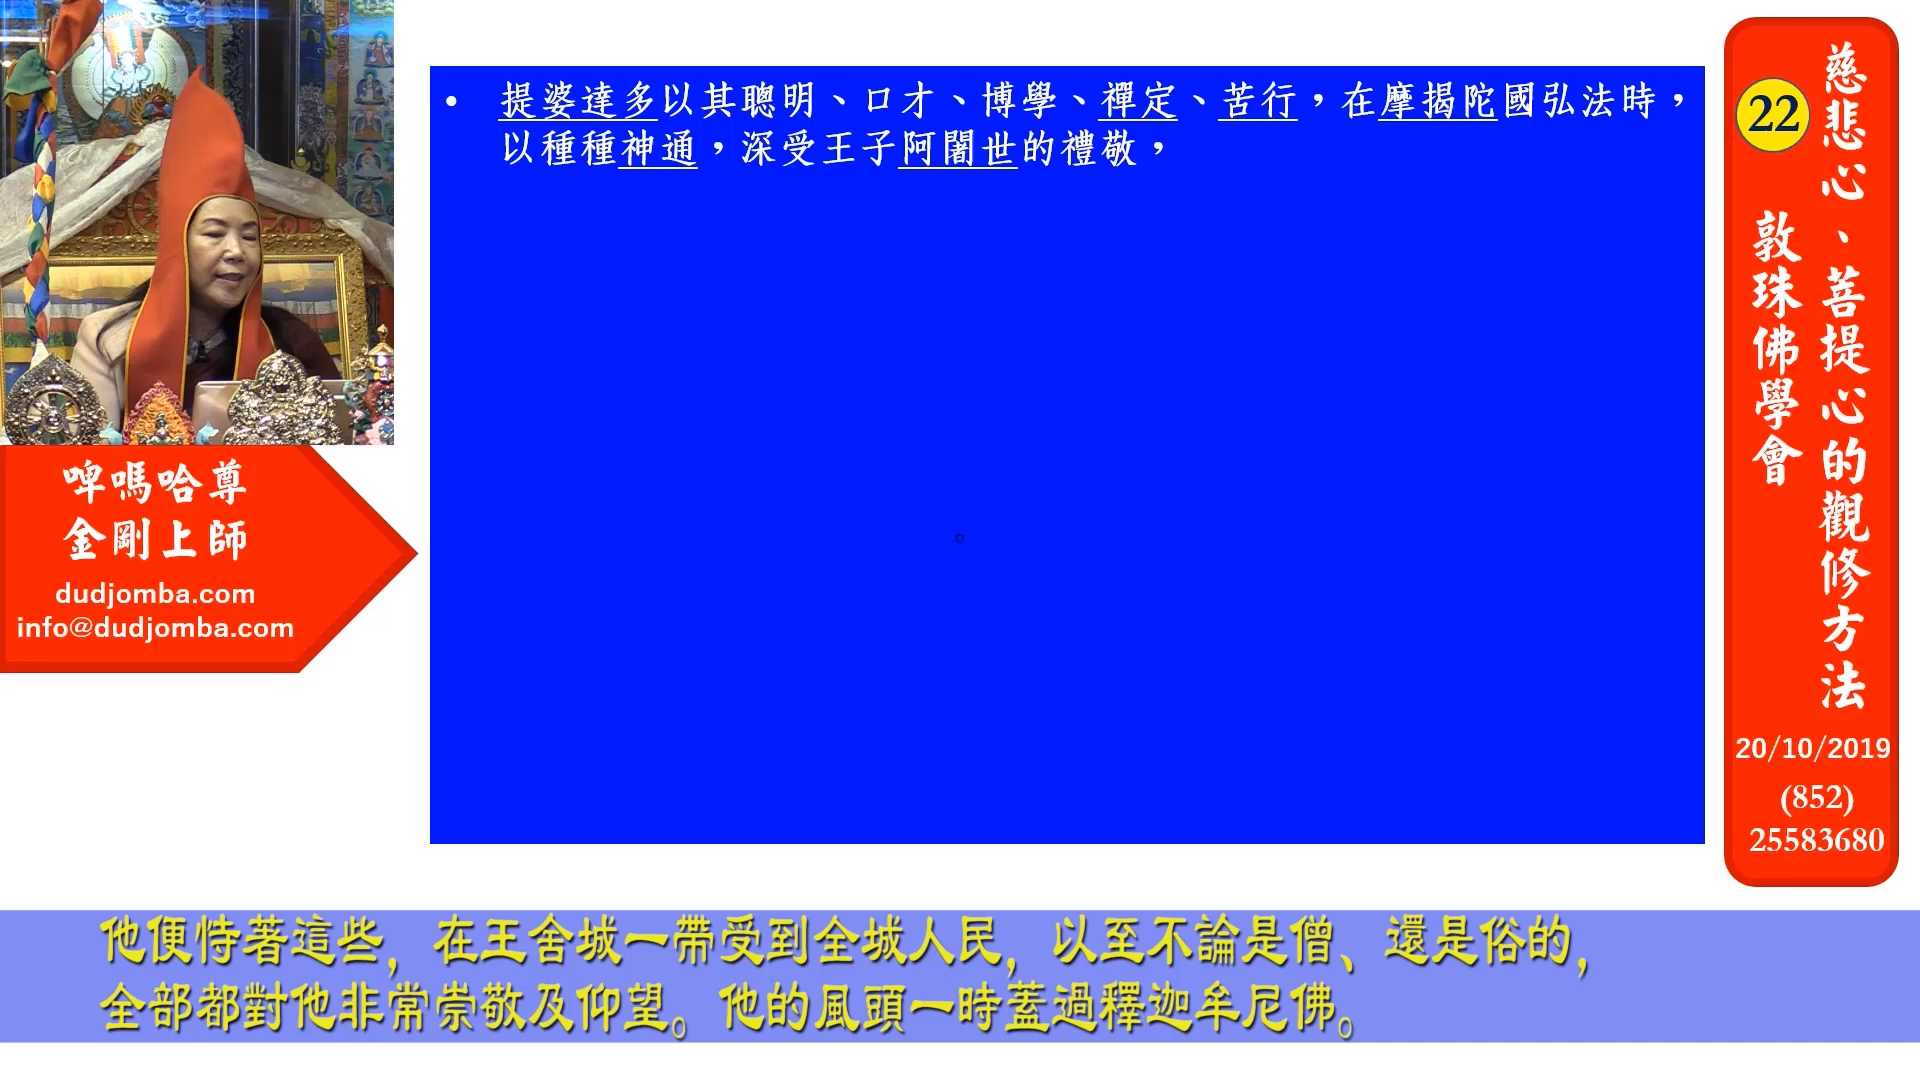 • 提婆達多以其聰明、口才、博學、禪定、苦行，在摩揭陀國弘法時，
以種種神通，深受王子阿闍世的禮敬，
啤嗎哈尊
金剛上師
dudjomba.com
info@dudjomba.com
慈悲心、菩提心的觀修方法
22
敦珠佛學會
20/10/2019
(852)
25583680
他便恃著這些，在王舍城一帶受到全城人民，以至不論是僧、還是俗的，
全部都對他非常崇敬及仰望。他的風頭一時蓋過釋迦牟尼佛。